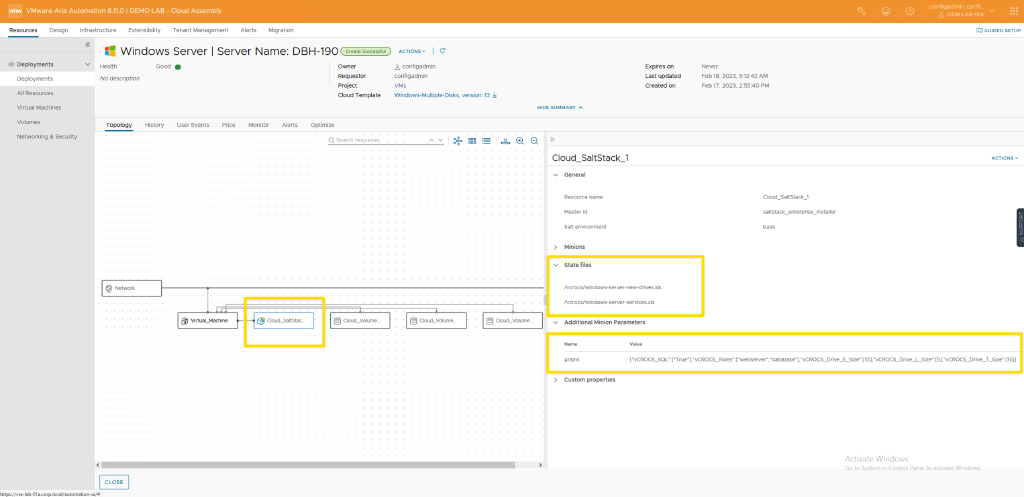 vmw VMware Aria Automation 8.11.0 | DEMO LAB - Cloud Assembly
configadmin confi...
VIDM-LAB-001
Resources Design Infrastructure Extensibility Tenant Management Alerts Migration GUIDED SETUP
Deployments
Deployments
All Resources
Virtual Machines
Volumes
Networking & Security
Windows Server | Server Name: DBH-190 Create Successful ACTIONS
Health Good
No description
Owner configadmin
Requestor configadmin
Project VMs
Cloud Template Windows-Multiple-Disks, version: 13
Expires on Never
Last updated Feb 18, 2023, 5:12:42 AM
Created on Feb 17, 2023, 2:55:40 PM
HIDE SUMMARY
Topology History User Events Price Monitor Alerts Optimize
Search resources
Network
Virtual_Machine
Cloud_SaltStac...
Cloud_Volume...
Cloud_Volume...
Cloud_Volume...
Cloud_SaltStack_1 ACTIONS
General
Resource name Cloud_SaltStack_1
Master Id saltstack_enterprise_installer
Salt environment base
Minions
State files
/vcrocs/windows-server-new-drives.sls
/vcrocs/windows-server-services.sls
Additional Minion Parameters
Name Value
grains {"vCROCS_SQL":["True"],"vCROCS_Roles":["webserver","database"],"vCROCS_Drive_E_Size":[10],"vCROCS_Drive_L_Size":[5],"vCROCS_Drive_T_Size":[15]}
Custom properties
SUPPORT
Activate Windows
Go to System in Control Panel to activate Windows.
CLOSE
https://vra-lab-01a.corp.local/automation-ui/#